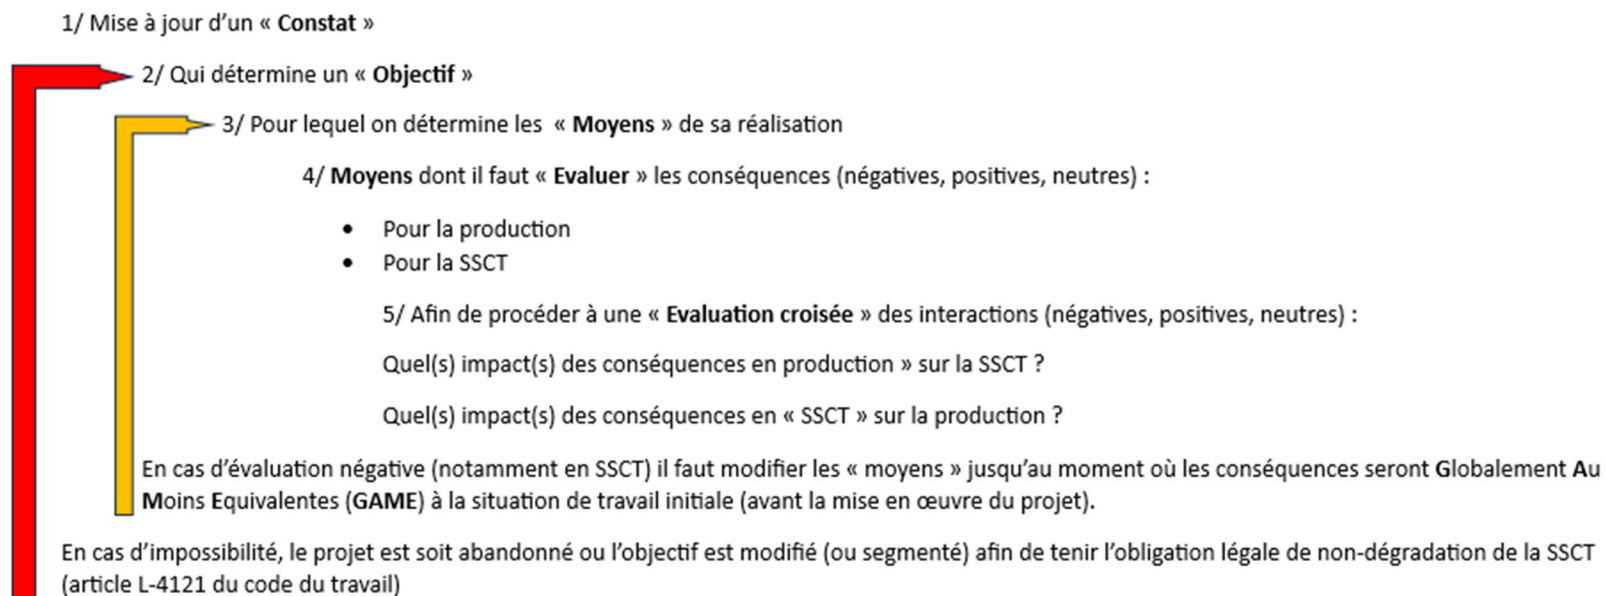 1/ Mise à jour d’un « Constat »
2/ Qui détermine un « Objectif »
3/ Pour lequel on détermine les « Moyens » de sa réalisation
4/ Moyens dont il faut « Evaluer » les conséquences (négatives, positives, neutres) :
• Pour la production
• Pour la SSCT
5/ Afin de procéder à une « Evaluation croisée » des interactions (négatives, positives, neutres) :
Quel(s) impact(s) des conséquences en production » sur la SSCT ?
Quel(s) impact(s) des conséquences en « SSCT » sur la production ?
En cas d’évaluation négative (notamment en SSCT) il faut modifier les « moyens » jusqu’au moment où les conséquences seront Globalement Au
Moins Equivalentes (GAME) à la situation de travail initiale (avant la mise en œuvre du projet).
En cas d’impossibilité, le projet est soit abandonné ou l’objectif est modifié (ou segmenté) afin de tenir l’obligation légale de non-dégradation de la SSCT
(article L-4121 du code du travail)